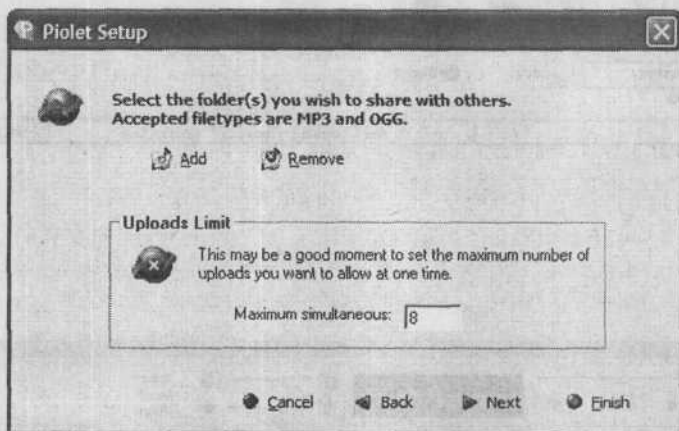 Piolet Setup
Select the folder(s) you wish to share with others.
Accepted filetypes are MP3 and OGG.
Add Remove
Uploads Limit
This may be a good moment to set the maximum number of
uploads you want to allow at one time.
Maximum simultaneous: 8
Cancel Back Next Finish